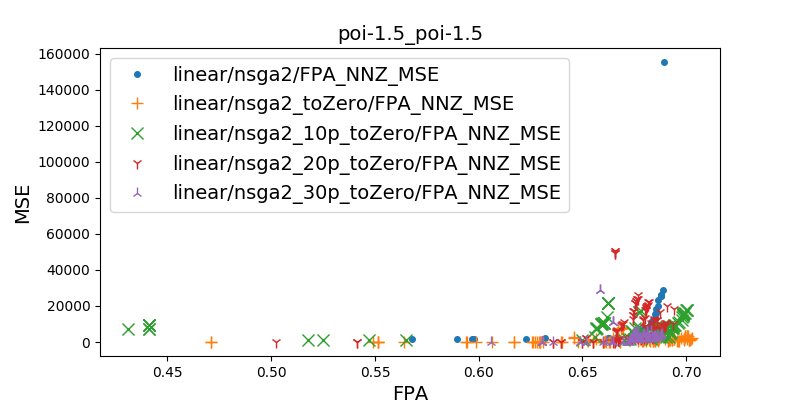 poi-1.5_poi-1.5
160000
140000
120000
100000
80000
60000
40000
20000
0
MSE
linear/nsga2/FPA_NNZ_MSE
linear/nsga2_toZero/FPA_NNZ_MSE
linear/nsga2_10p_toZero/FPA_NNZ_MSE
linear/nsga2_20p_toZero/FPA_NNZ_MSE
linear/nsga2_30p_toZero/FPA_NNZ_MSE
0.45 0.50 0.55 0.60 0.65 0.70
FPA